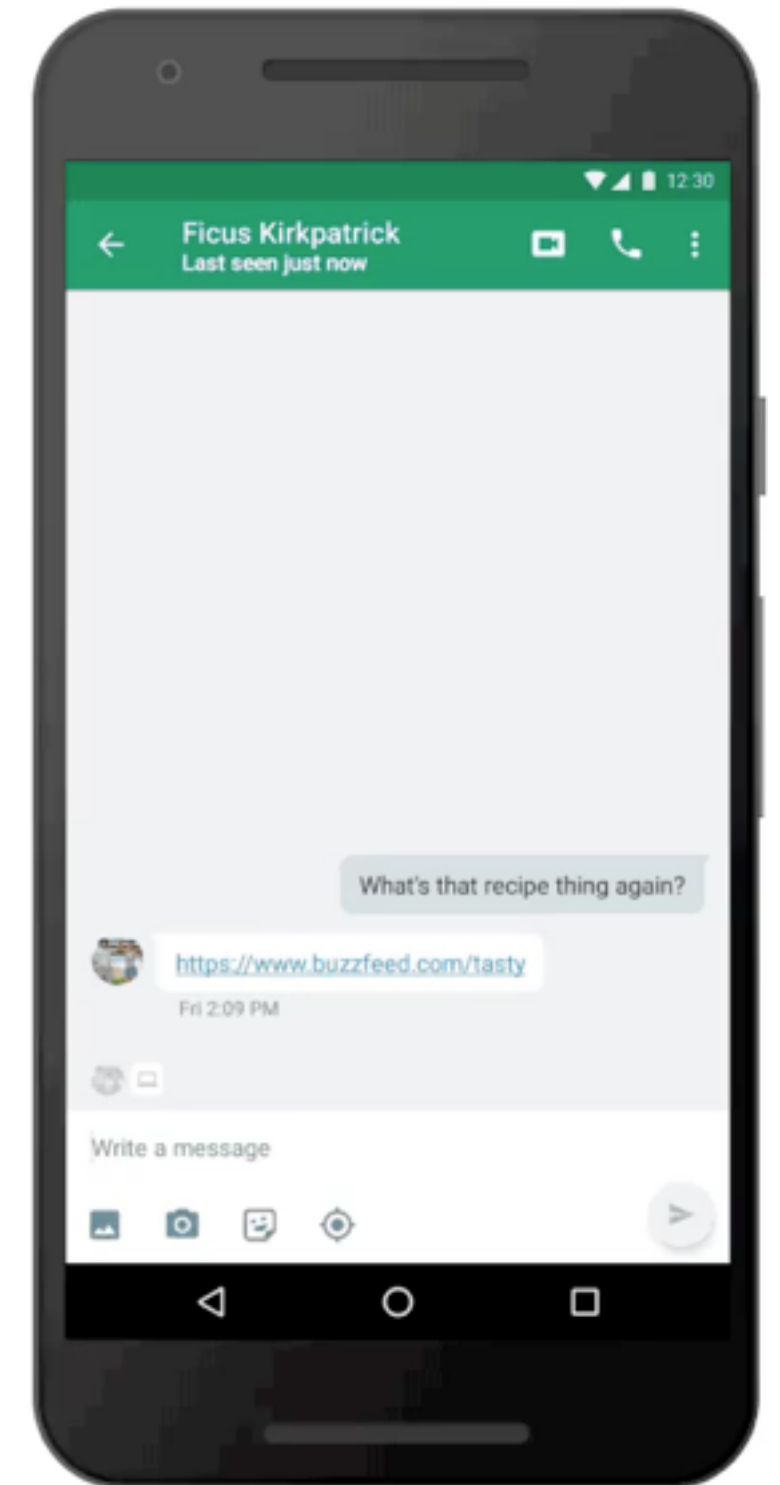 12:30
Ficus Kirkpatrick
Last seen just now
What's that recipe thing again?
https://www.buzzfeed.com/tasty
Fri 2:09 PM
Write a message